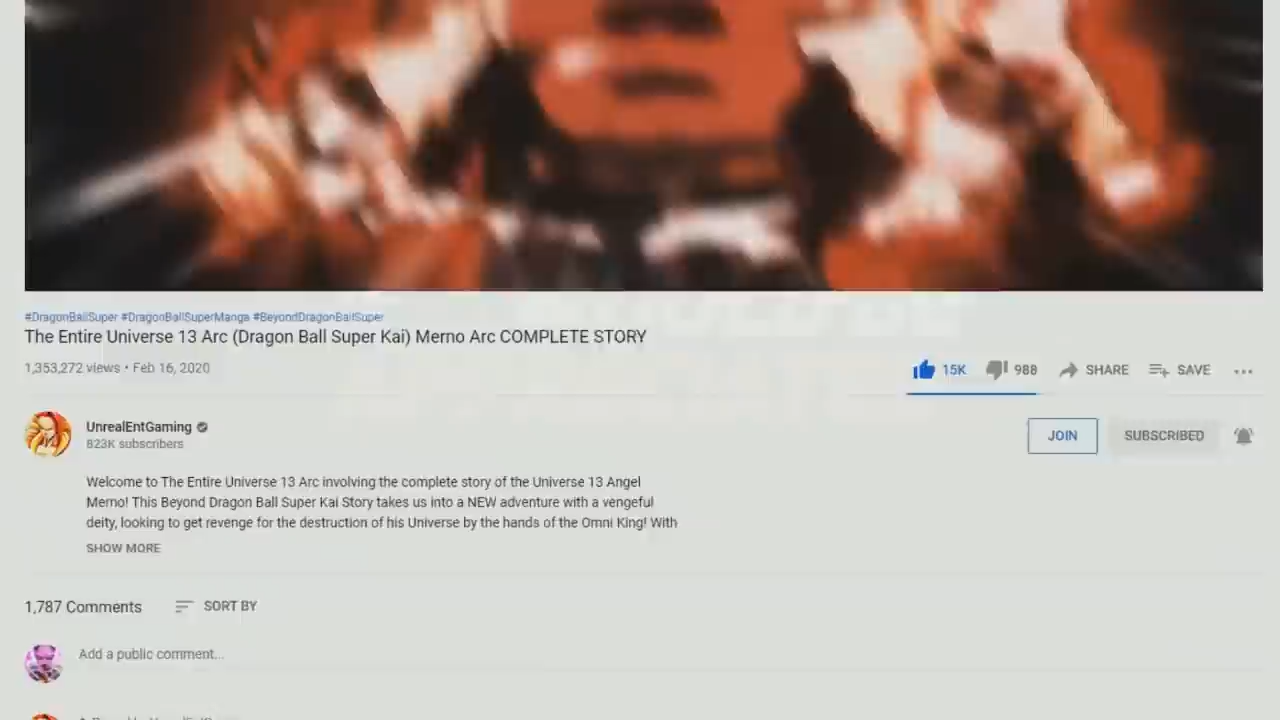 #DragonBallSuper #DragonBallSuperManga #BeyondDragonBallSuper
The Entire Universe 13 Arc (Dragon Ball Super Kai) Merno Arc COMPLETE STORY
1,353,272 views • Feb 16, 2020
15K 988 SHARE SAVE
UnrealEntGaming
823K subscribers
JOIN SUBSCRIBED
Welcome to The Entire Universe 13 Arc involving the complete story of the Universe 13 Angel
Merno! This Beyond Dragon Ball Super Kai Story takes us into a NEW adventure with a vengeful
deity, looking to get revenge for the destruction of his Universe by the hands of the Omni King! With
SHOW MORE
1,787 Comments SORT BY
Add a public comment...